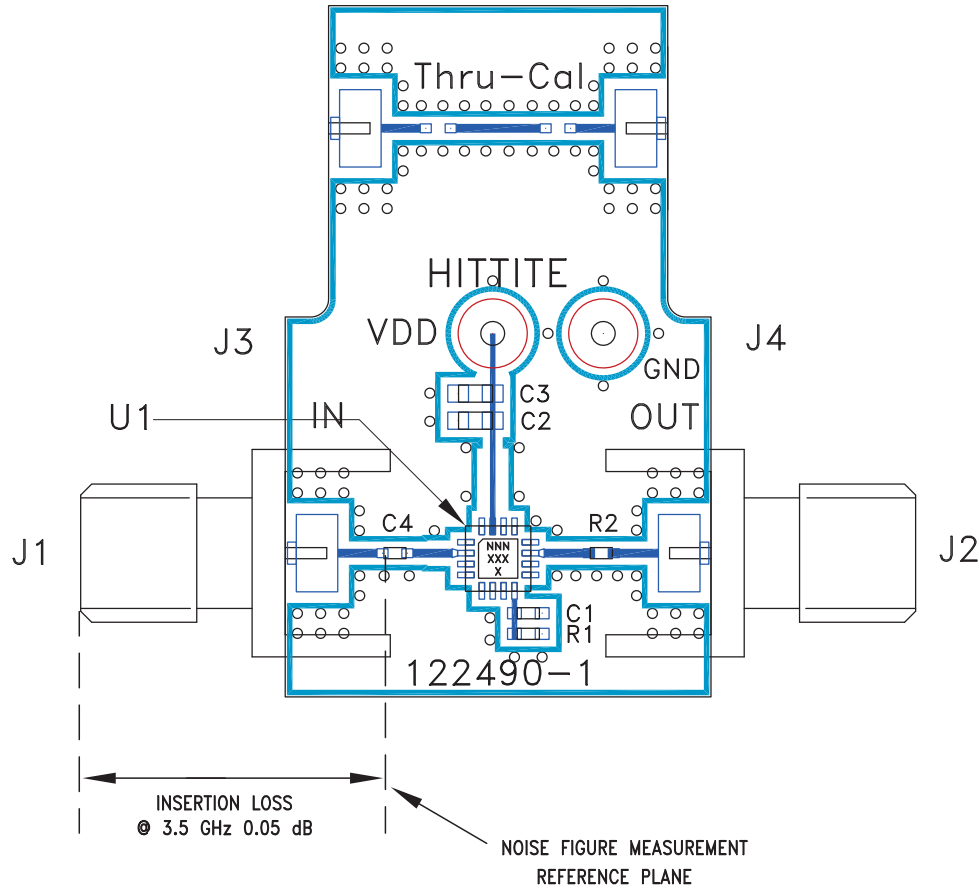 Thru-Cal
HITTITE
J3
VDD
J4
GND
C3
U1
IN
C2
OUT
C4
R2
J1
NNN
XXX
X
J2
C1
R1
122490-1
INSERTION LOSS
@ 3.5 GHz 0.05 dB
NOISE FIGURE MEASUREMENT
REFERENCE PLANE